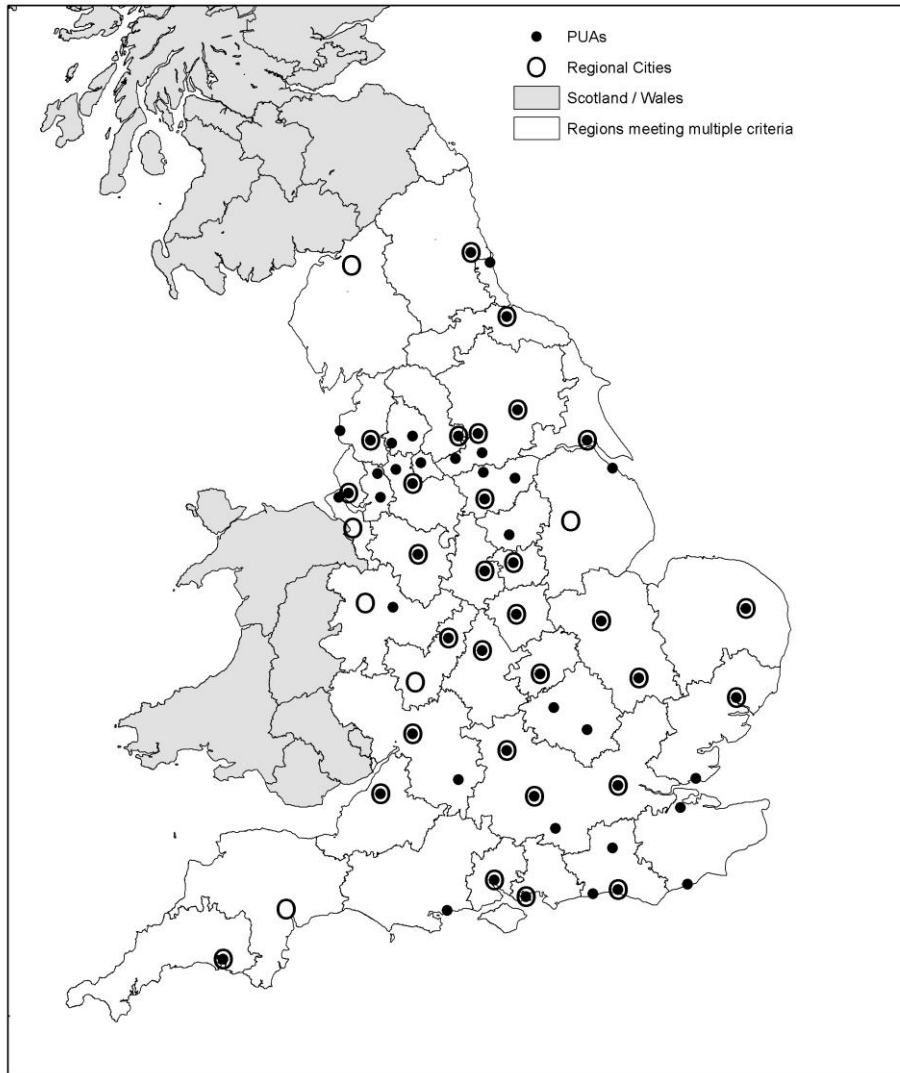 PUAs
Regional Cities
Scotland / Wales
Regions meeting multiple criteria